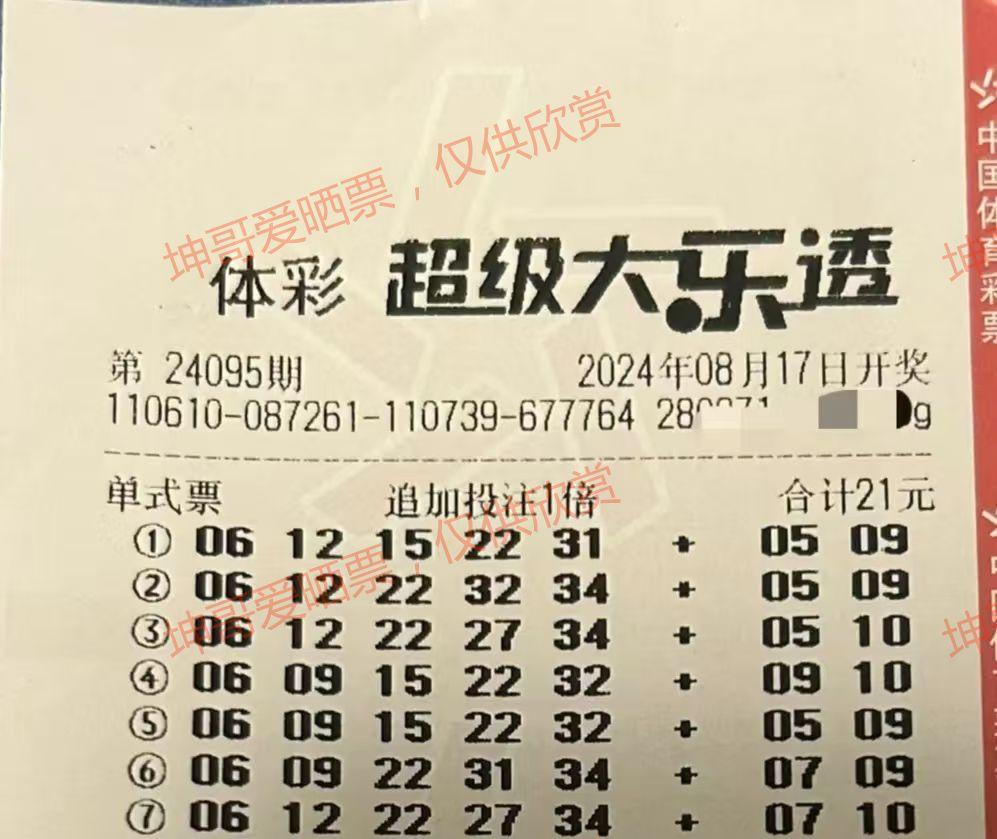 坤哥爱晒票，仅供欣赏
体彩 超级大乐透
第 24095期 2024年08月17日开奖
110610-087261-110739-677764 28 g
单式票 追加投注1倍 合计21元
坤哥爱晒票，仅供欣赏
① 06 12 15 22 31 + 05 09
② 06 12 22 32 34 + 05 09
③ 06 12 22 27 34 + 05 10
④ 06 09 15 22 32 + 09 10
⑤ 06 09 15 22 32 + 05 09
⑥ 06 09 22 31 34 + 07 09
⑦ 06 12 22 27 34 + 07 10
中国体育彩票
坤
坤